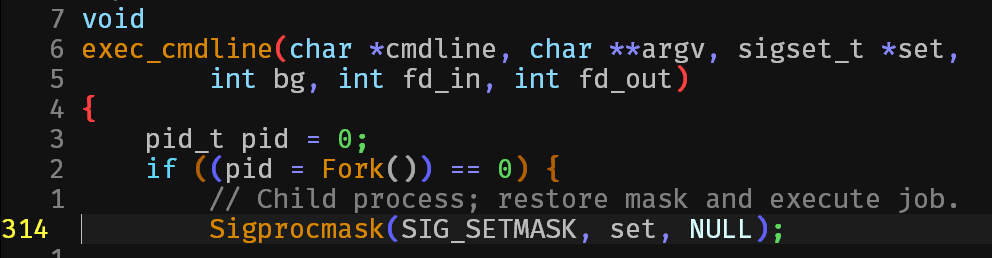 7 void
6 exec_cmdline(char *cmdline, char **argv, sigset_t *set,
5         int bg, int fd_in, int fd_out)
4 {
3     pid_t pid = 0;
2     if ((pid = Fork()) == 0) {
1         // Child process; restore mask and execute job.
314         Sigprocmask(SIG_SETMASK, set, NULL);